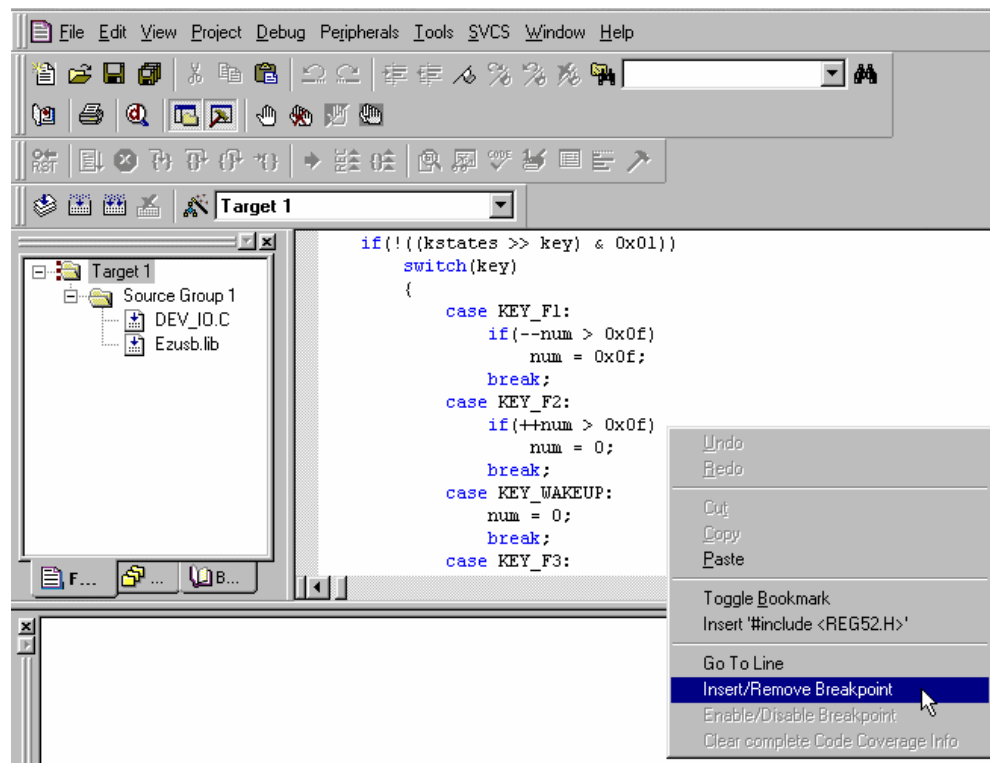 File Edit View Project Debug Peripherals Tools SVCS Window Help
RST CODE
Target 1
Target 1
Source Group 1
DEV_IO.C
Ezusb.lib
F... ... B...
if(!((kstates >> key) & 0x01))
switch(key)
{
case KEY_F1:
if(--num > 0x0f)
num = 0x0f;
break;
case KEY_F2:
if(++num > 0x0f)
num = 0;
break;
case KEY_WAKEUP:
num = 0;
break;
case KEY_F3:
Undo
Redo
Cut
Copy
Paste
Toggle Bookmark
Insert '#include <REG52.H>'
Go To Line
Insert/Remove Breakpoint
Enable/Disable Breakpoint
Clear complete Code Coverage Info